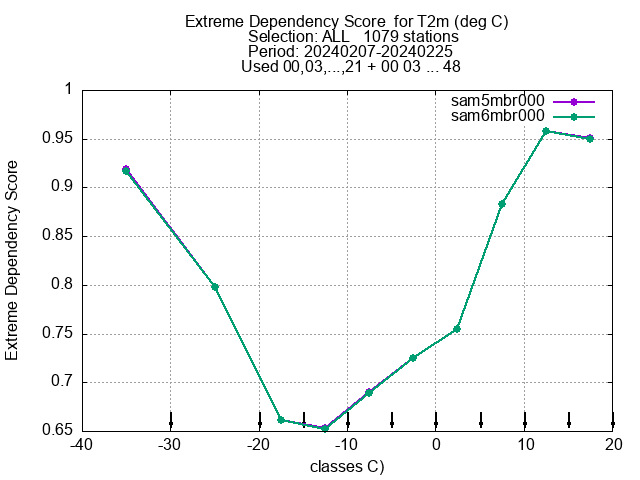 Extreme Dependency Score  for T2m (deg C)
Selection: ALL   1079 stations
Period: 20240207-20240225
Used 00,03,...,21 + 00 03 ... 48
sam5mbr000
sam6mbr000
Extreme Dependency Score
1
0.95
0.9
0.85
0.8
0.75
0.7
0.65
-40 -30 -20 -10 0 10 20
classes C)